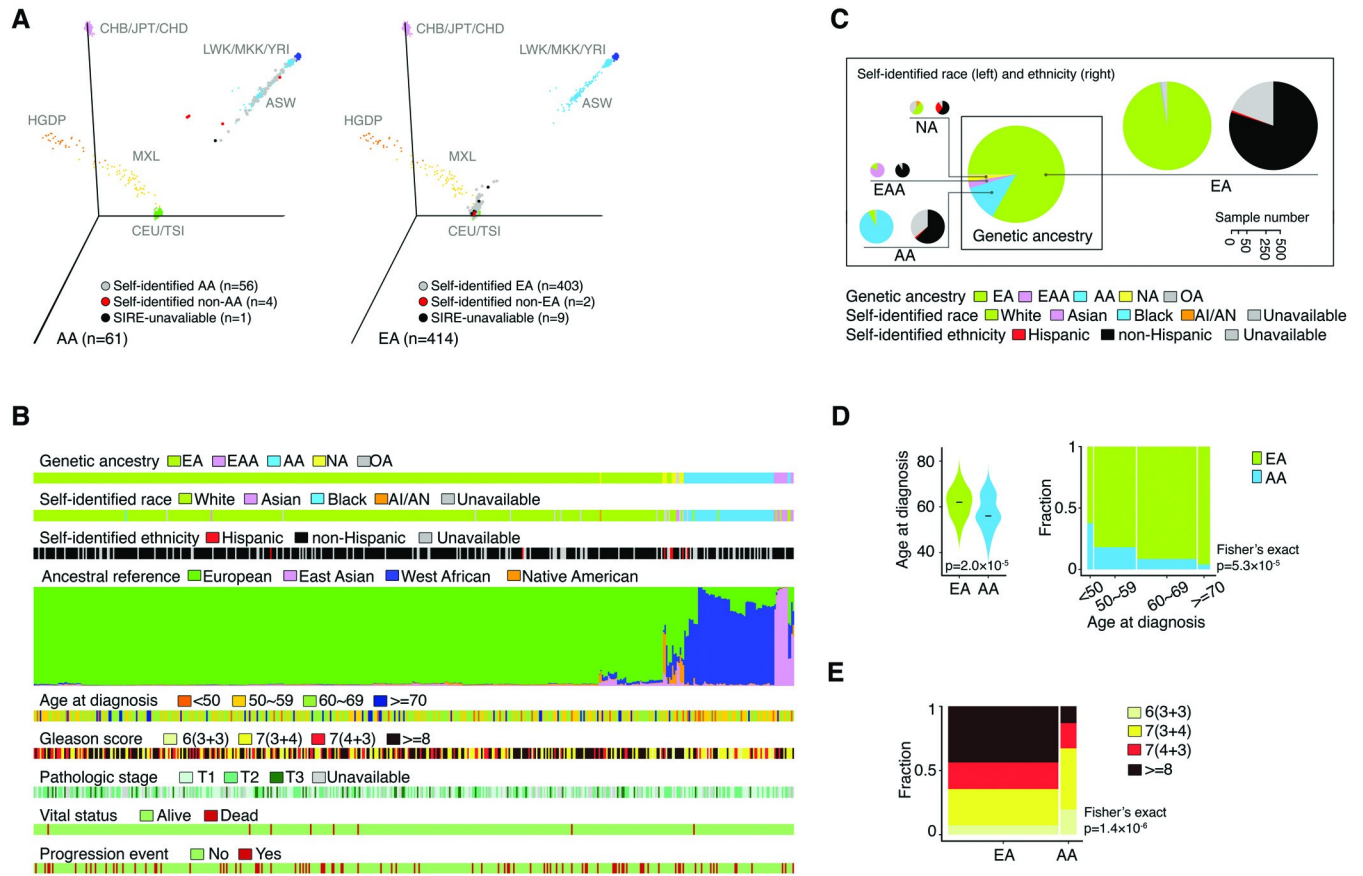 A
CHB/JPT/CHD
LWK/MKK/YRI
ASW
HGDP
MXL
CEU/TSI
Self-identified AA (n=56)
Self-identified non-AA (n=4)
SIRE-unavaliable (n=1)
AA (n=61)
CHB/JPT/CHD
LWK/MKK/YRI
ASW
HGDP
MXL
CEU/TSI
Self-identified EA (n=403)
Self-identified non-EA (n=2)
SIRE-unavaliable (n=9)
EA (n=414)
C
Self-identified race (left) and ethnicity (right)
NA
EAA
AA
Genetic ancestry
EA
Sample number
0 50 250 500
Genetic ancestry EA EAA AA NA OA
Self-identified race White Asian Black AI/AN Unavailable
Self-identified ethnicity Hispanic non-Hispanic Unavailable
B
Genetic ancestry EA EAA AA NA OA
Self-identified race White Asian Black AI/AN Unavailable
Self-identified ethnicity Hispanic non-Hispanic Unavailable
Ancestral reference European East Asian West African Native American
Age at diagnosis <50 50~59 60~69 >=70
Gleason score 6(3+3) 7(3+4) 7(4+3) >=8
Pathologic stage T1 T2 T3 Unavailable
Vital status Alive Dead
Progression event No Yes
D
Age at diagnosis
80
60
40
p=2.0×10-5
EA AA
Fraction
1
0.5
0
<50 50~59 60~69 >=70
Age at diagnosis
EA
AA
Fisher's exact
p=5.3×10-5
E
Fraction
1
0.5
0
EA AA
6(3+3)
7(3+4)
7(4+3)
>=8
Fisher's exact
p=1.4×10-6